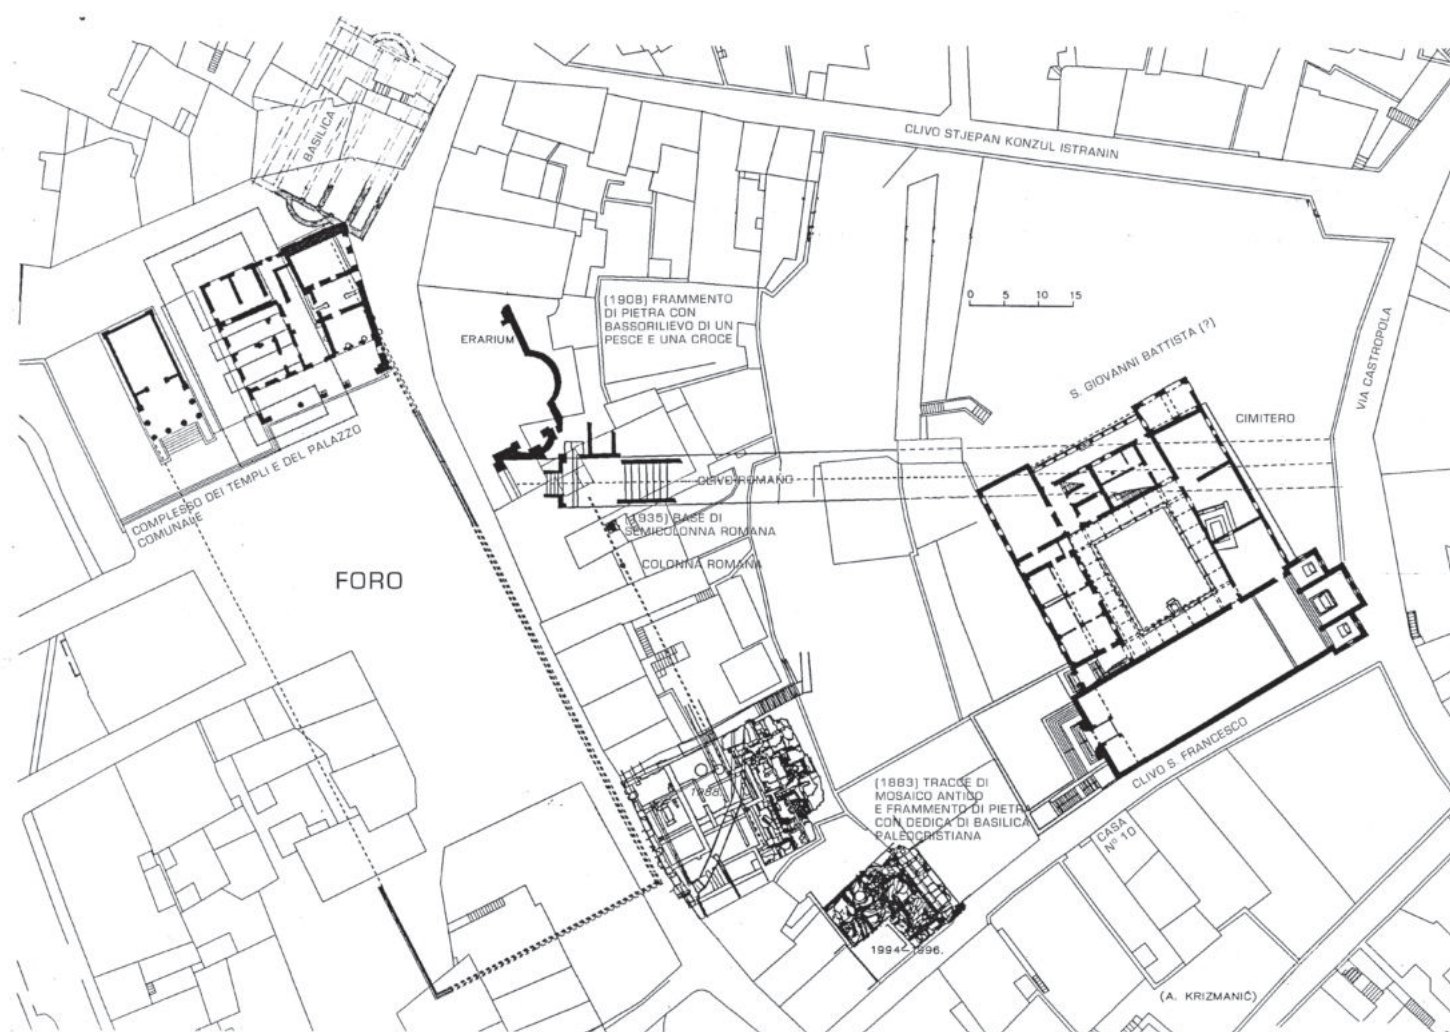 BASILICA
CLIVO STJEPAN KONZUL ISTRANIN
0 5 10 15
(1908) FRAMMENTO
DI PIETRA CON
BASSORILIEVO DI UN
PESCE E UNA CROCE
ERARIUM
S. GIOVANNI BATTISTA (?)
VIA CASTROPOLA
CIMITERO
COMPLESSO DEI TEMPLI E DEL PALAZZO
COMUNALE
CLIVO ROMANO
(1935) BASE DI
SEMICOLONNA ROMANA
COLONNA ROMANA
FORO
CLIVO S. FRANCESCO
(1883) TRACCE DI
MOSAICO ANTICO
E FRAMMENTO DI PIETRA
CON DEDICA DI BASILICA
PALEOCRISTIANA
CASA
Nº 10
1994–1996.
(A. KRIZMANIĆ)